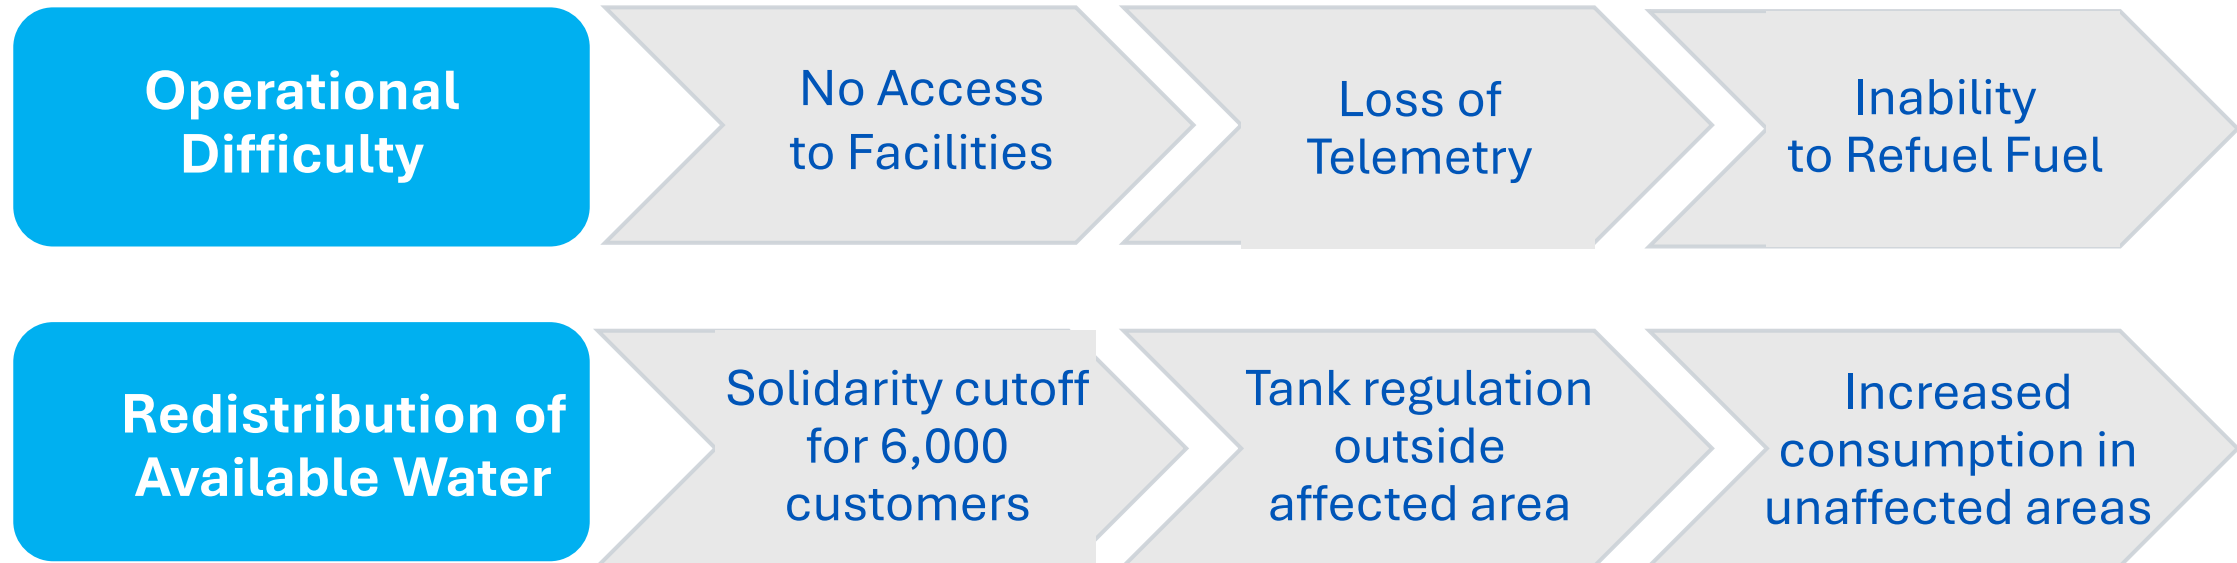 Operational
Difficulty
No Access
to Facilities
Loss of
Telemetry
Inability
to Refuel Fuel
Redistribution of
Available Water
Solidarity cutoff
for 6,000
customers
Tank regulation
outside
affected area
Increased
consumption in
unaffected areas